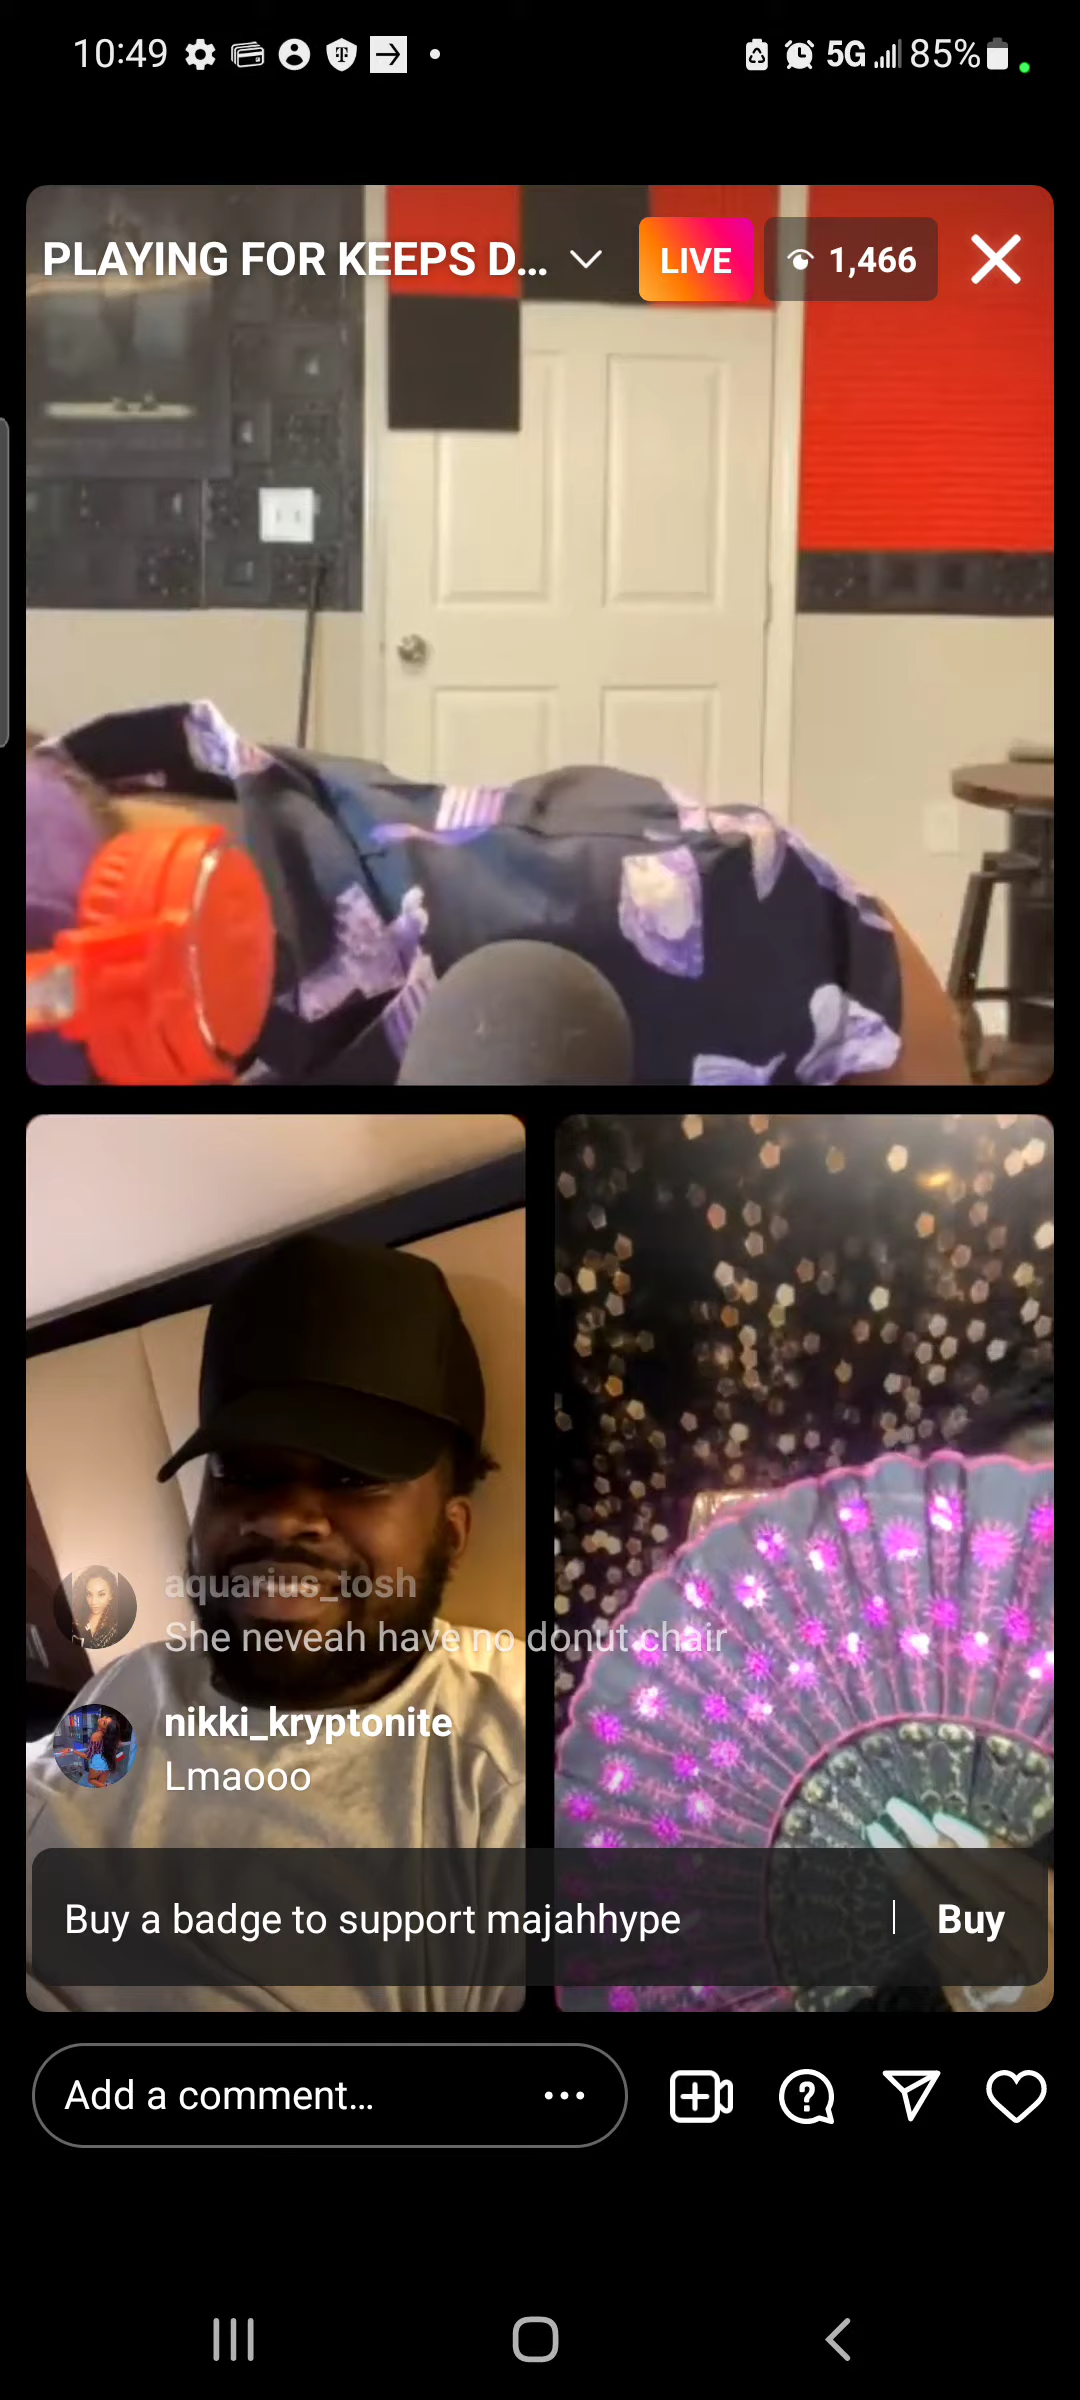 10:49
5G 85%
PLAYING FOR KEEPS D...
LIVE
1,466
aquarius_tosh
She neveah have no donut chair
nikki_kryptonite
Lmaooo
Buy a badge to support majahhype
Buy
Add a comment...